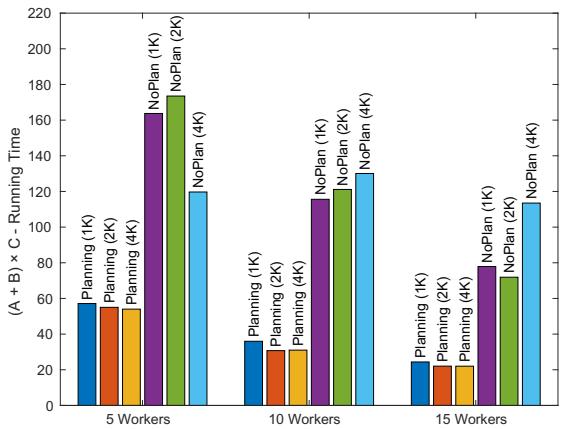 220
200
180
160
140
120
100
80
60
40
20
0
(A + B) × C - Running Time
Planning (1K)
Planning (2K)
Planning (4K)
NoPlan (1K)
NoPlan (2K)
NoPlan (4K)
Planning (1K)
Planning (2K)
Planning (4K)
NoPlan (1K)
NoPlan (2K)
NoPlan (4K)
Planning (1K)
Planning (2K)
Planning (4K)
NoPlan (1K)
NoPlan (2K)
NoPlan (4K)
5 Workers
10 Workers
15 Workers